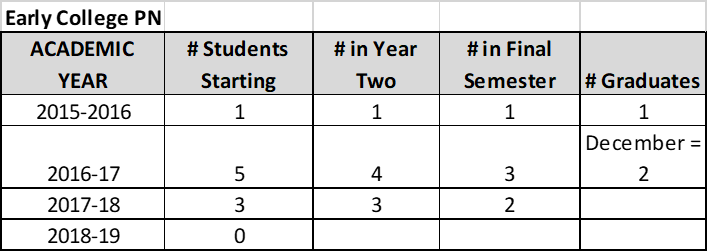 Early College PN
ACADEMIC YEAR # Students Starting # in Year Two # in Final Semester # Graduates
2015-2016 1 1 1 1
2016-17 5 4 3 December = 2
2017-18 3 3 2
2018-19 0